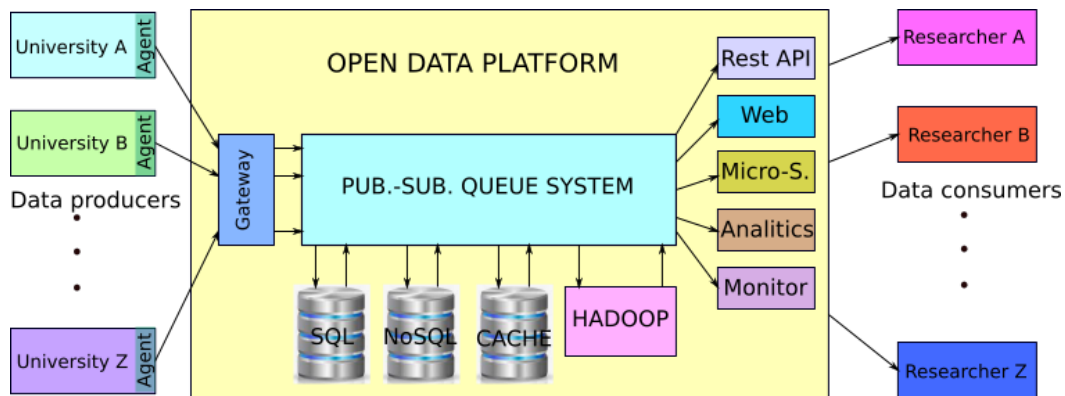 University A
Agent
University B
Agent
Data producers
University Z
Agent
OPEN DATA PLATFORM
Gateway
PUB.-SUB. QUEUE SYSTEM
SQL
NoSQL
CACHE
HADOOP
Rest API
Web
Micro-S.
Analitics
Monitor
Researcher A
Researcher B
Data consumers
Researcher Z